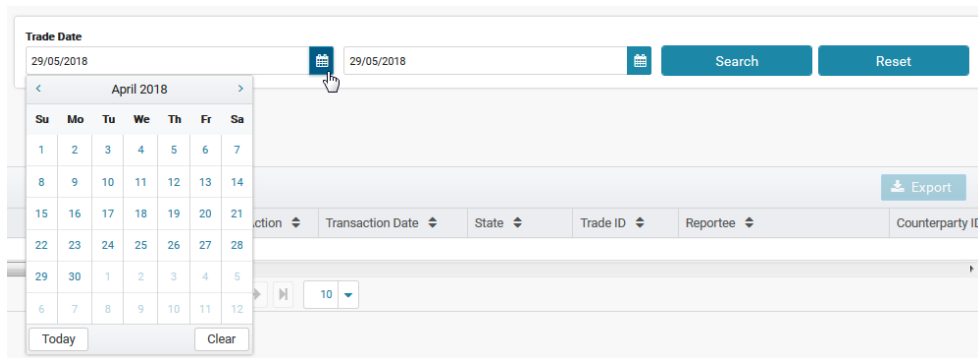 Trade Date
29/05/2018 29/05/2018 Search Reset
April 2018
Su Mo Tu We Th Fr Sa
1 2 3 4 5 6 7
8 9 10 11 12 13 14
Export
15 16 17 18 19 20 21
ction Transaction Date State Trade ID Reportee Counterparty ID
22 23 24 25 26 27 28
29 30 1 2 3 4 5
10
6 7 8 9 10 11 12
Today Clear